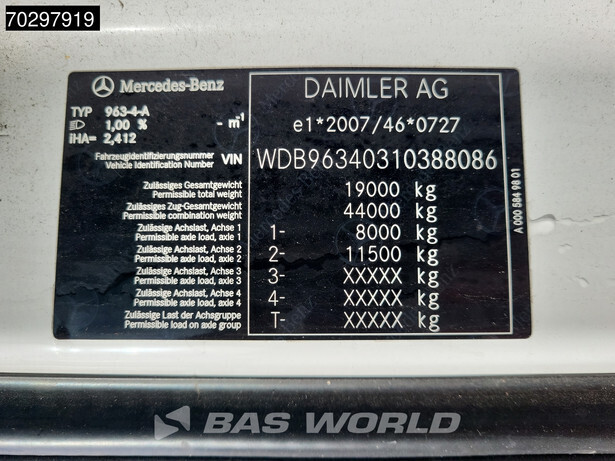 70297919
Mercedes-Benz
DAIMLER AG
TYP 963-4-A
1,00 % - m⁻¹
iHA= 2,412
e1*2007/46*0727
Fahrzeugidentifizierungsnummer
Vehicle Identification Number VIN WDB96340310388086
Zulässiges Gesamtgewicht
Permissible total weight 19000 kg
Zulässiges Zug-Gesamtgewicht
Permissible combination weight 44000 kg
Zulässige Achslast, Achse 1
Permissible axle load, axle 1 1- 8000 kg
Zulässige Achslast, Achse 2
Permissible axle load, axle 2 2- 11500 kg
Zulässige Achslast, Achse 3
Permissible axle load, axle 3 3- XXXXX kg
Zulässige Achslast, Achse 4
Permissible axle load, axle 4 4- XXXXX kg
Zulässige Last der Achsgruppe
Permissible load on axle group T- XXXXX kg
A 000 584 98 01
BAS WORLD